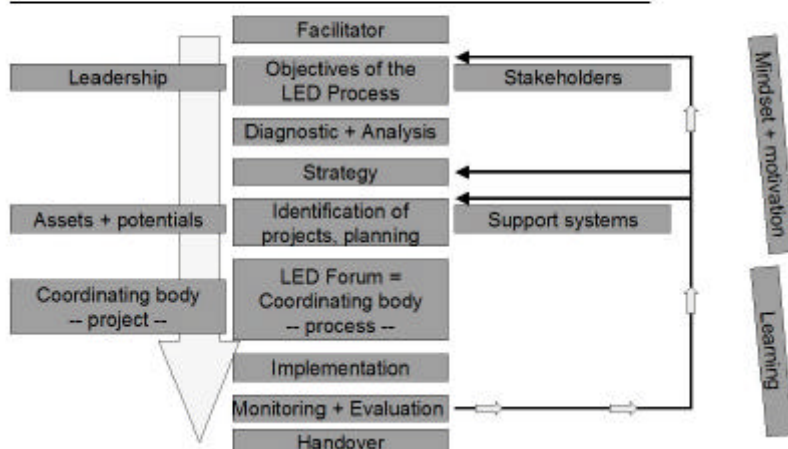 Facilitator
Leadership
Objectives of the
LED Process
Stakeholders
Diagnostic + Analysis
Strategy
Assets + potentials
Identification of
projects, planning
Support systems
Coordinating body
-- project --
LED Forum =
Coordinating body
-- process --
Implementation
Monitoring + Evaluation
Handover
Mindset + motivation
Learning